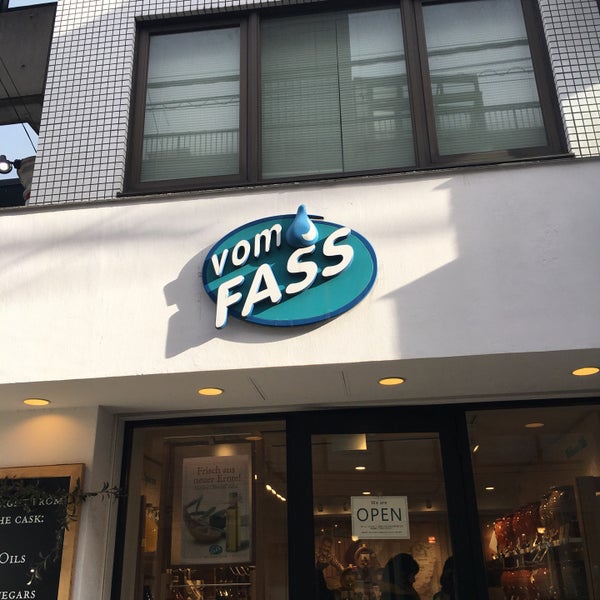 vom
FASS
Frisch aus
neuer Ernte!
We are
OPEN
FROM
HE CASK:
OILS
EGARS